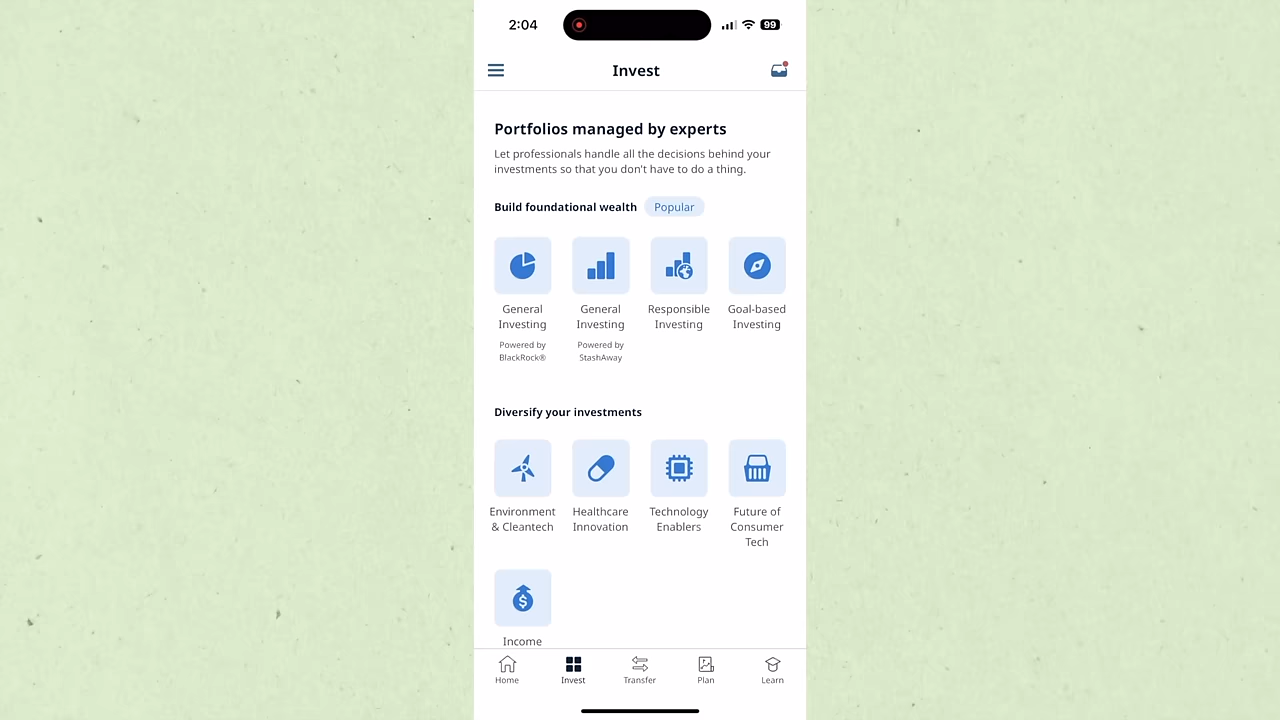 2:04
99
Invest
Portfolios managed by experts
Let professionals handle all the decisions behind your
investments so that you don't have to do a thing.
Build foundational wealth Popular
General
Investing
Powered by
BlackRock®
General
Investing
Powered by
StashAway
Responsible
Investing
Goal-based
Investing
Diversify your investments
Environment
& Cleantech
Healthcare
Innovation
Technology
Enablers
Future of
Consumer
Tech
Income
Home
Invest
Transfer
Plan
Learn